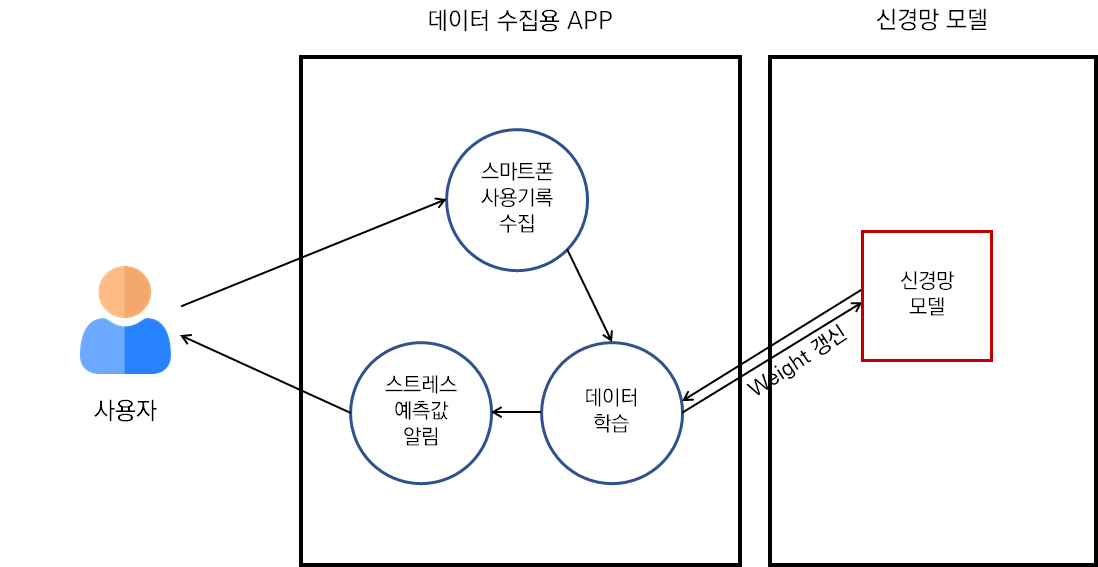 데이터 수집용 APP
신경망 모델
스마트폰
사용기록
수집
신경망
모델
Weight 갱신
스트레스
예측값
알림
데이터
학습
사용자